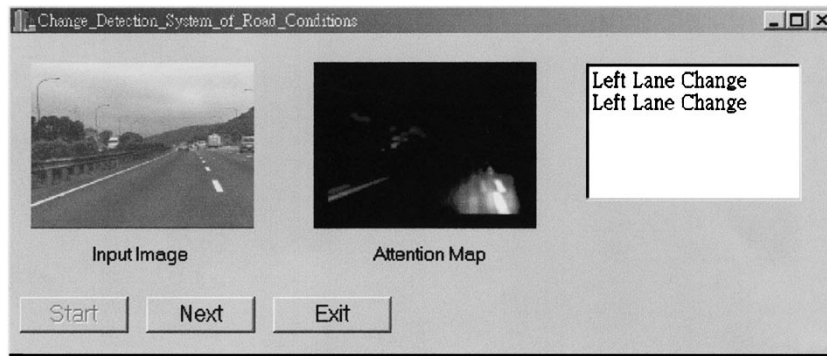 Change_Detection_System_of_Road_Conditions
Left Lane Change
Left Lane Change
Input Image
Attention Map
Start
Next
Exit